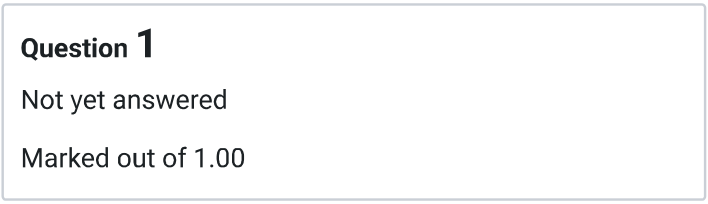 Question 1
Not yet answered
Marked out of 1.00